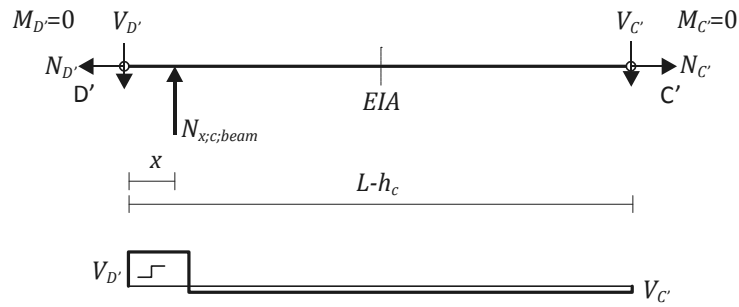 M_D'=0 V_D' V_C' M_C'=0
N_D' N_C'
D' EIA C'
N_x;c;beam
x
L-h_c
V_D' V_C'